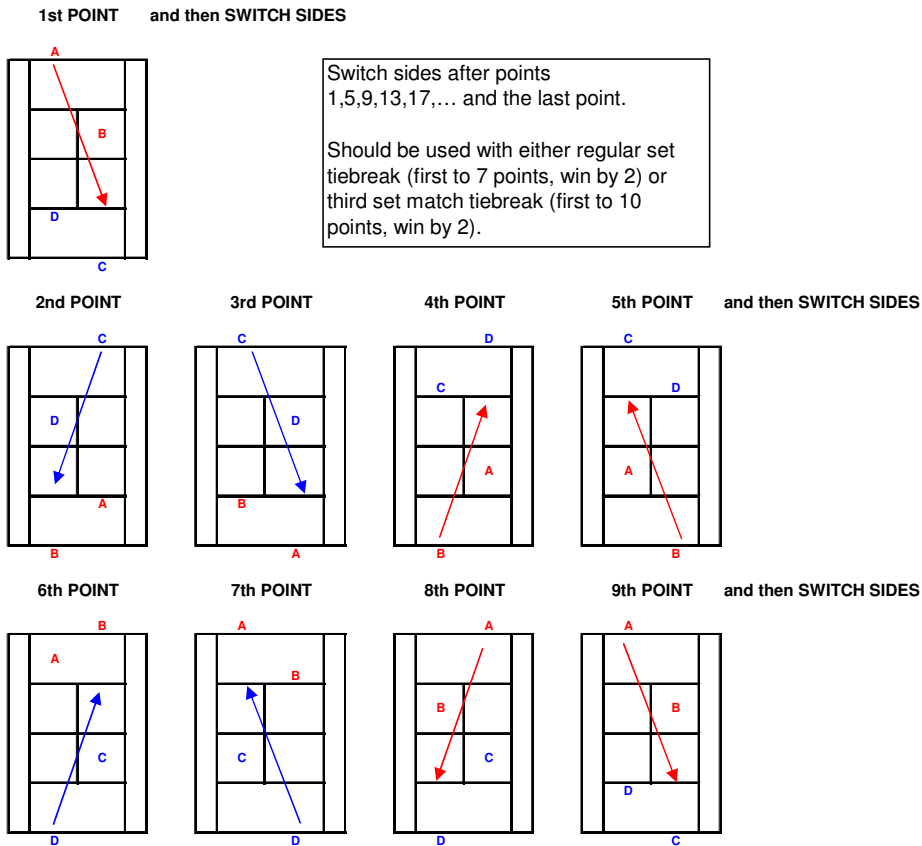 1st POINT and then SWITCH SIDES
A
Switch sides after points
1,5,9,13,17,… and the last point.
B
Should be used with either regular set
tiebreak (first to 7 points, win by 2) or
third set match tiebreak (first to 10
points, win by 2).
D
C
2nd POINT 3rd POINT 4th POINT 5th POINT and then SWITCH SIDES
C C D C
C D
D D
A A
A B
B A B B
6th POINT 7th POINT 8th POINT 9th POINT and then SWITCH SIDES
B A A A
A
B
B B
C C C
D
D D D C